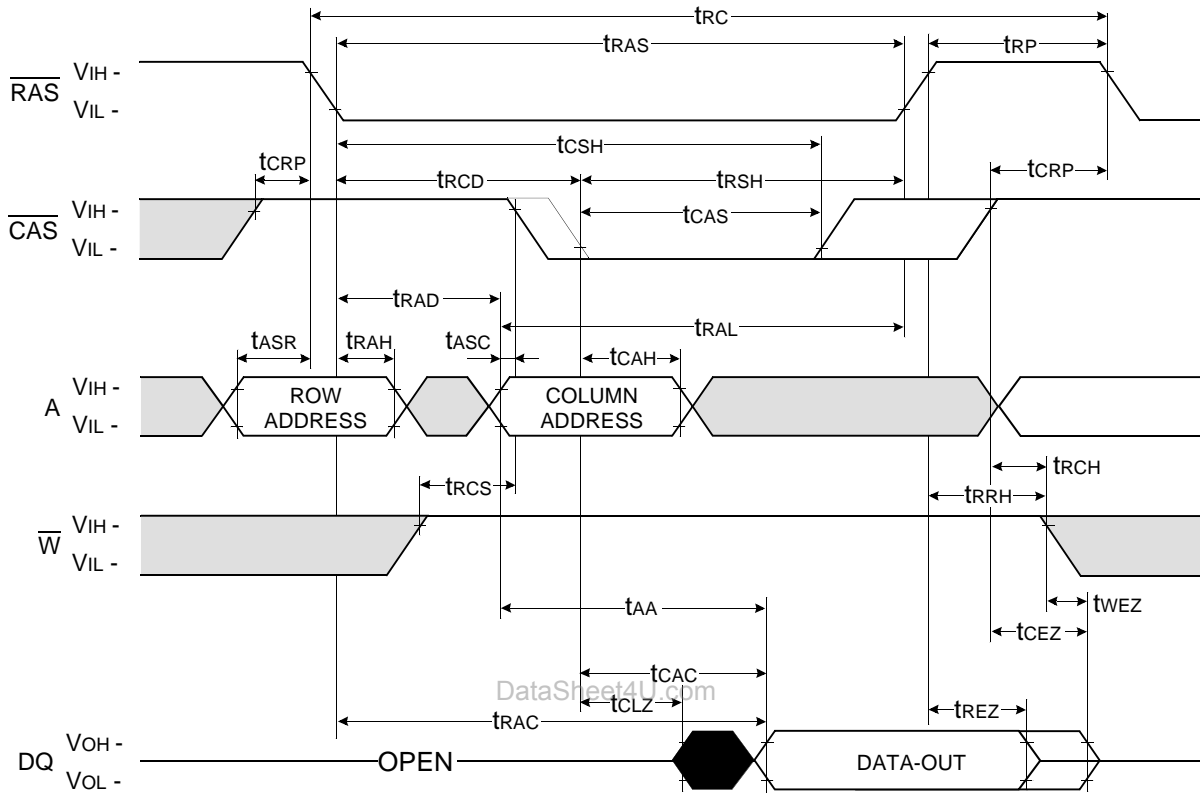 tRC
tRAS
tRP
RAS
VIH -
VIL -
tCSH
tCRP
tRCD
tRSH
tCRP
CAS
VIH -
VIL -
tCAS
tRAD
tRAL
tASR
tRAH
tASC
tCAH
A
VIH -
VIL -
ROW
ADDRESS
COLUMN
ADDRESS
tRCS
tRCH
tRRH
W
VIH -
VIL -
tAA
tWEZ
tCEZ
tCAC
DataSheet4U.com
tCLZ
tREZ
tRAC
DQ
VOH -
VOL -
OPEN
DATA-OUT